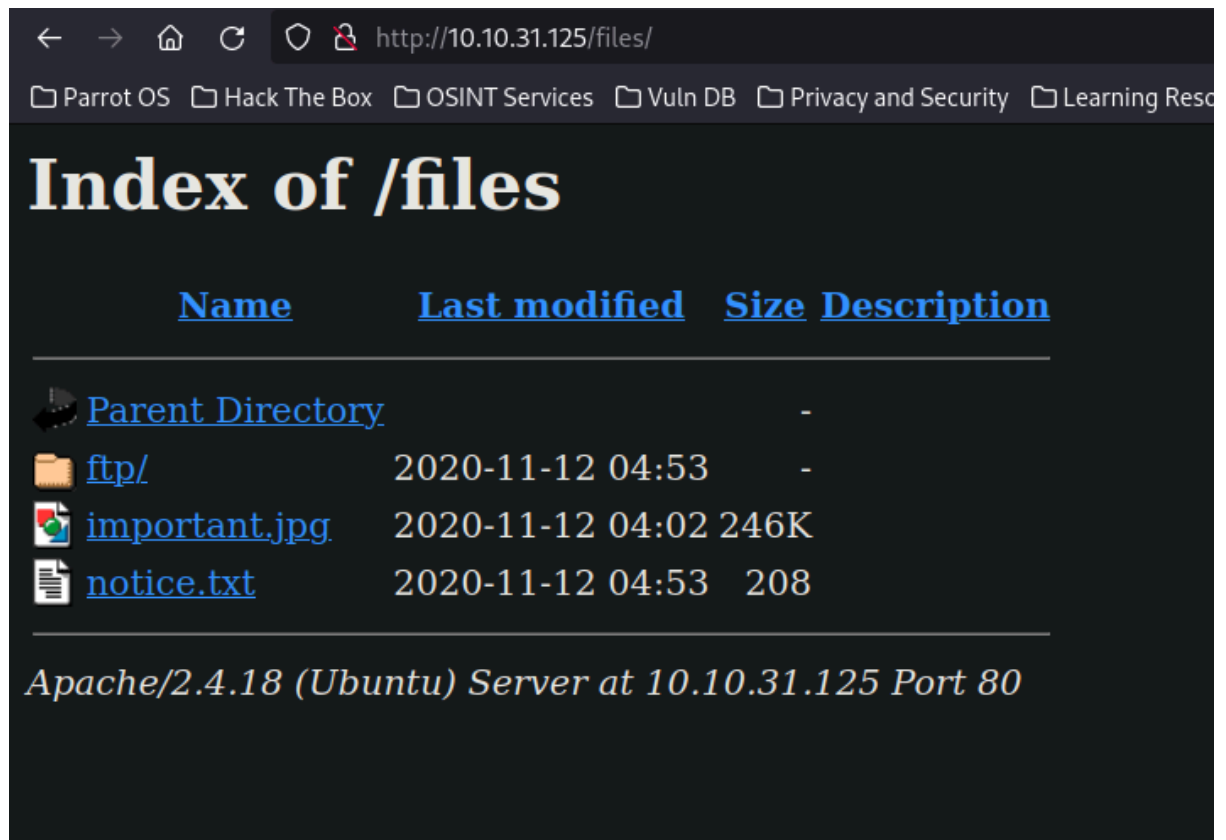 http://10.10.31.125/files/
Parrot OS Hack The Box OSINT Services Vuln DB Privacy and Security Learning Reso
Index of /files
Name Last modified Size Description
Parent Directory -
ftp/ 2020-11-12 04:53 -
important.jpg 2020-11-12 04:02 246K
notice.txt 2020-11-12 04:53 208
Apache/2.4.18 (Ubuntu) Server at 10.10.31.125 Port 80